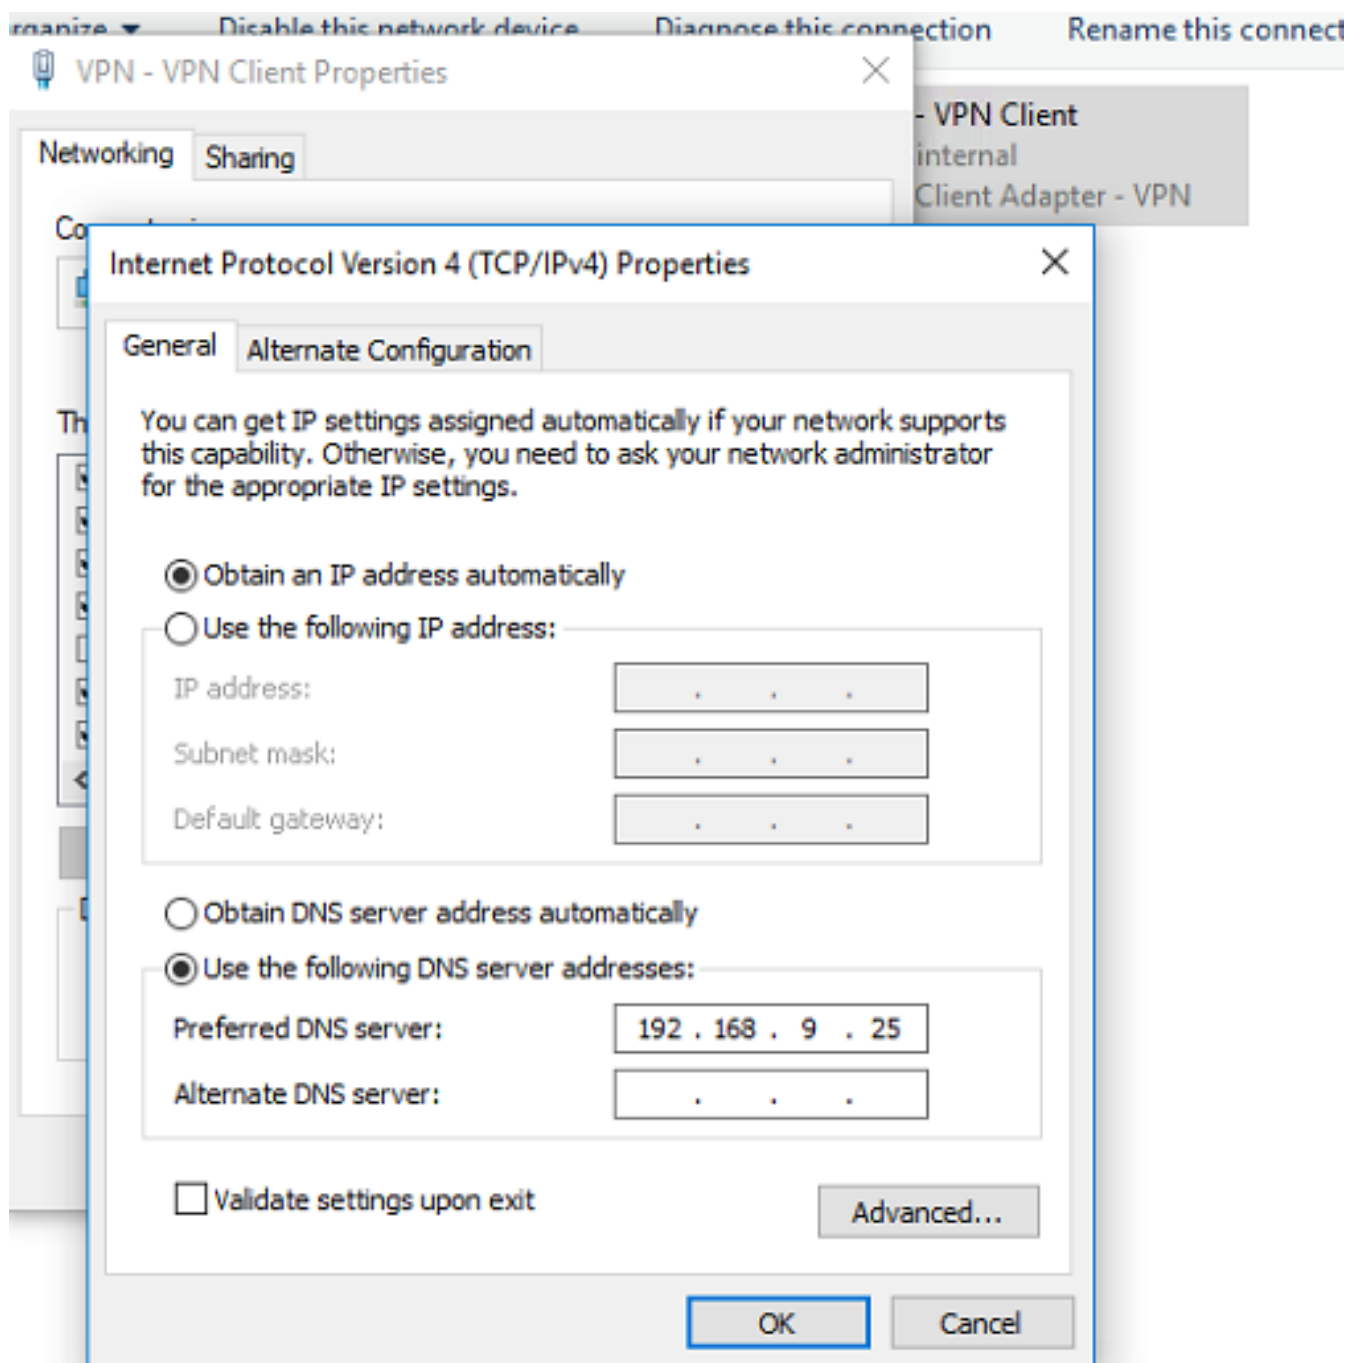 Disable this network device Diagnose this connection Rename this connect
VPN - VPN Client Properties
- VPN Client
internal
Client Adapter - VPN
Networking Sharing
Internet Protocol Version 4 (TCP/IPv4) Properties
General Alternate Configuration
Th
You can get IP settings assigned automatically if your network supports
this capability. Otherwise, you need to ask your network administrator
for the appropriate IP settings.
Obtain an IP address automatically
Use the following IP address:
IP address: . . .
Subnet mask: . . .
Default gateway: . . .
Obtain DNS server address automatically
Use the following DNS server addresses:
Preferred DNS server: 192 . 168 . 9 . 25
Alternate DNS server: . . .
Validate settings upon exit
Advanced...
OK Cancel